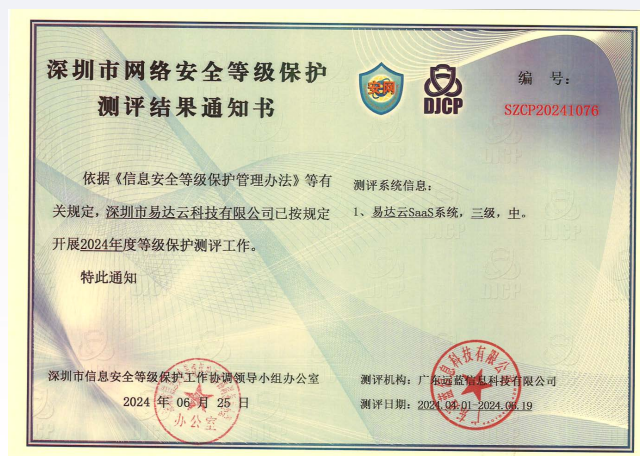 深圳市网络安全等级保护
测评结果通知书
安网
DJCP
编 号：
SZCP20241076
依据《信息安全等级保护管理办法》等有
关规定，深圳市易达云科技有限公司已按规定
开展2024年度等级保护测评工作。
特此通知
测评系统信息：
1、易达云SaaS系统，三级，中。
深圳市信息安全等级保护工作协调领导小组办公室
2024 年 06 月 25 日
办公室
测评机构：广东远蓝信息科技有限公司
测评日期：2024.04.01-2024.06.19